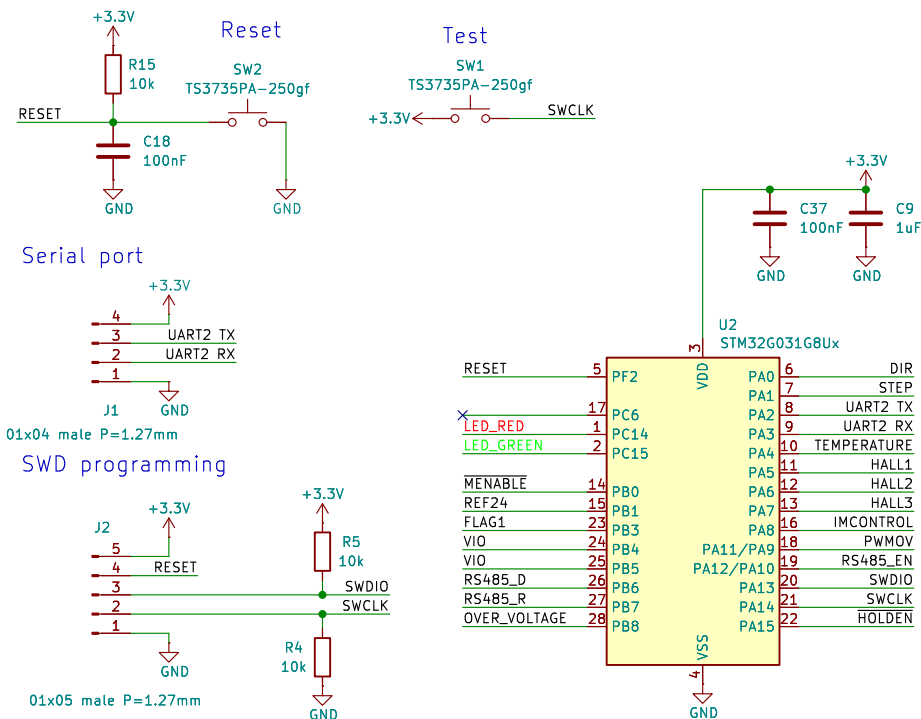 +3.3V
Reset
Test
R15
10k
SW2
TS3735PA-250gf
SW1
TS3735PA-250gf
RESET
+3.3V
SWCLK
C18
100nF
GND
GND
+3.3V
C37
100nF
C9
1uF
GND
GND
Serial port
+3.3V
4
3
UART2 TX
2
UART2 RX
1
J1
GND
01x04 male P=1.27mm
SWD programming
J2
+3.3V
+3.3V
5
4
RESET
R5
10k
3
SWDIO
2
SWCLK
1
GND
R4
10k
GND
01x05 male P=1.27mm
U2
STM32G031G8Ux
3
VDD
RESET 5 PF2
17 PC6
LED_RED 1 PC14
LED_GREEN 2 PC15
MENABLE 14 PB0
REF24 15 PB1
FLAG1 23 PB3
VIO 24 PB4
VIO 25 PB5
RS485_D 26 PB6
RS485_R 27 PB7
OVER_VOLTAGE 28 PB8
PA0 6 DIR
PA1 7 STEP
PA2 8 UART2 TX
PA3 9 UART2 RX
PA4 10 TEMPERATURE
PA5 11 HALL1
PA6 12 HALL2
PA7 13 HALL3
PA8 16 IMCONTROL
PA11/PA9 18 PWMOV
PA12/PA10 19 RS485_EN
PA13 20 SWDIO
PA14 21 SWCLK
PA15 22 HOLDEN
VSS
4
GND